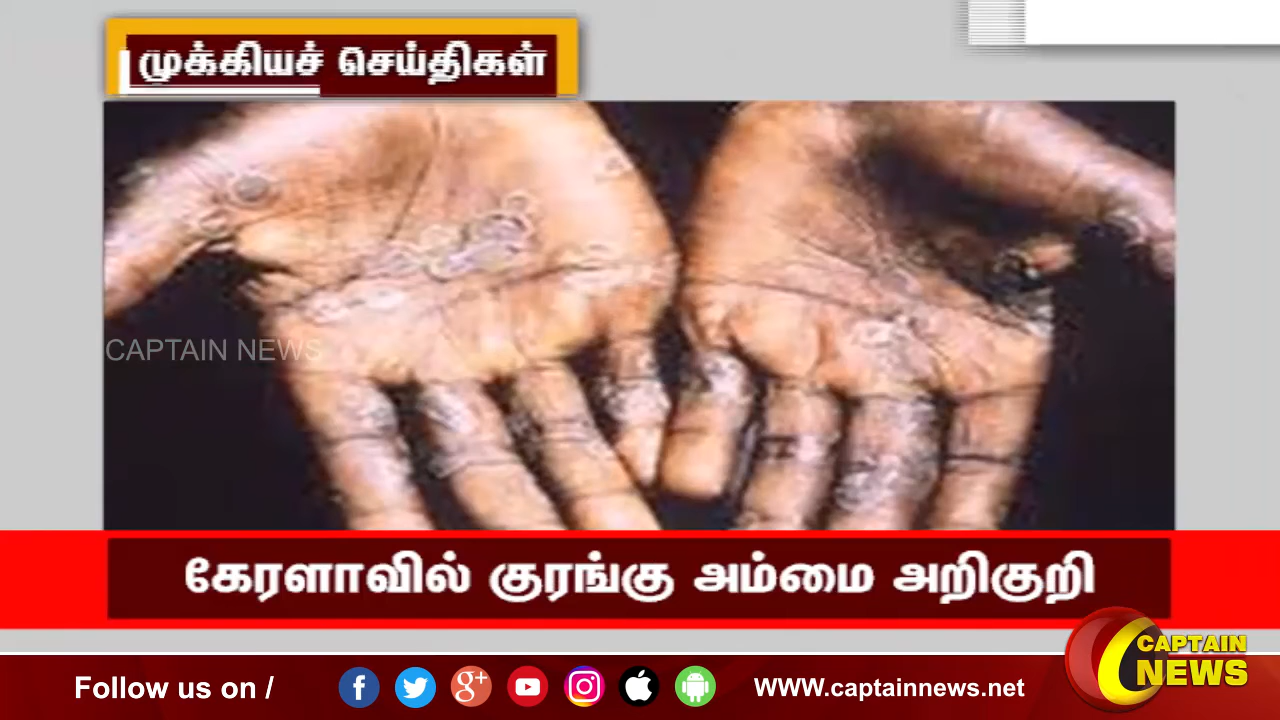 முக்கியச் செய்திகள்
CAPTAIN NEWS
கேரளாவில் குரங்கு அம்மை அறிகுறி
Follow us on /
WWW.captainnews.net
CAPTAIN
NEWS